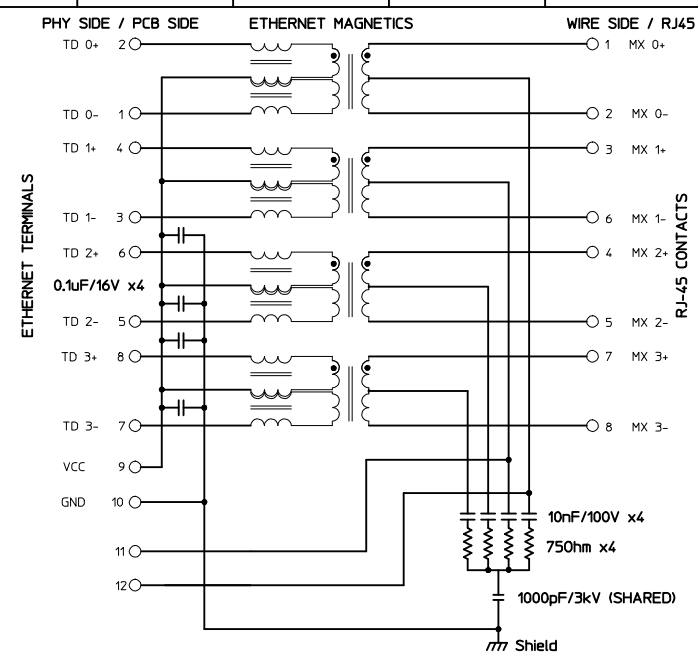 PHY SIDE / PCB SIDE ETHERNET MAGNETICS WIRE SIDE / RJ45
TD 0+ 2 1 MX 0+
TD 0- 1 2 MX 0-
TD 1+ 4 3 MX 1+
TD 1- 3 6 MX 1-
TD 2+ 6 4 MX 2+
0.1uF/16V x4
TD 2- 5 5 MX 2-
TD 3+ 8 7 MX 3+
TD 3- 7 8 MX 3-
ETHERNET TERMINALS
RJ-45 CONTACTS
VCC 9
GND 10
10nF/100V x4
11
75Ohm x4
12
1000pF/3kV (SHARED)
Shield